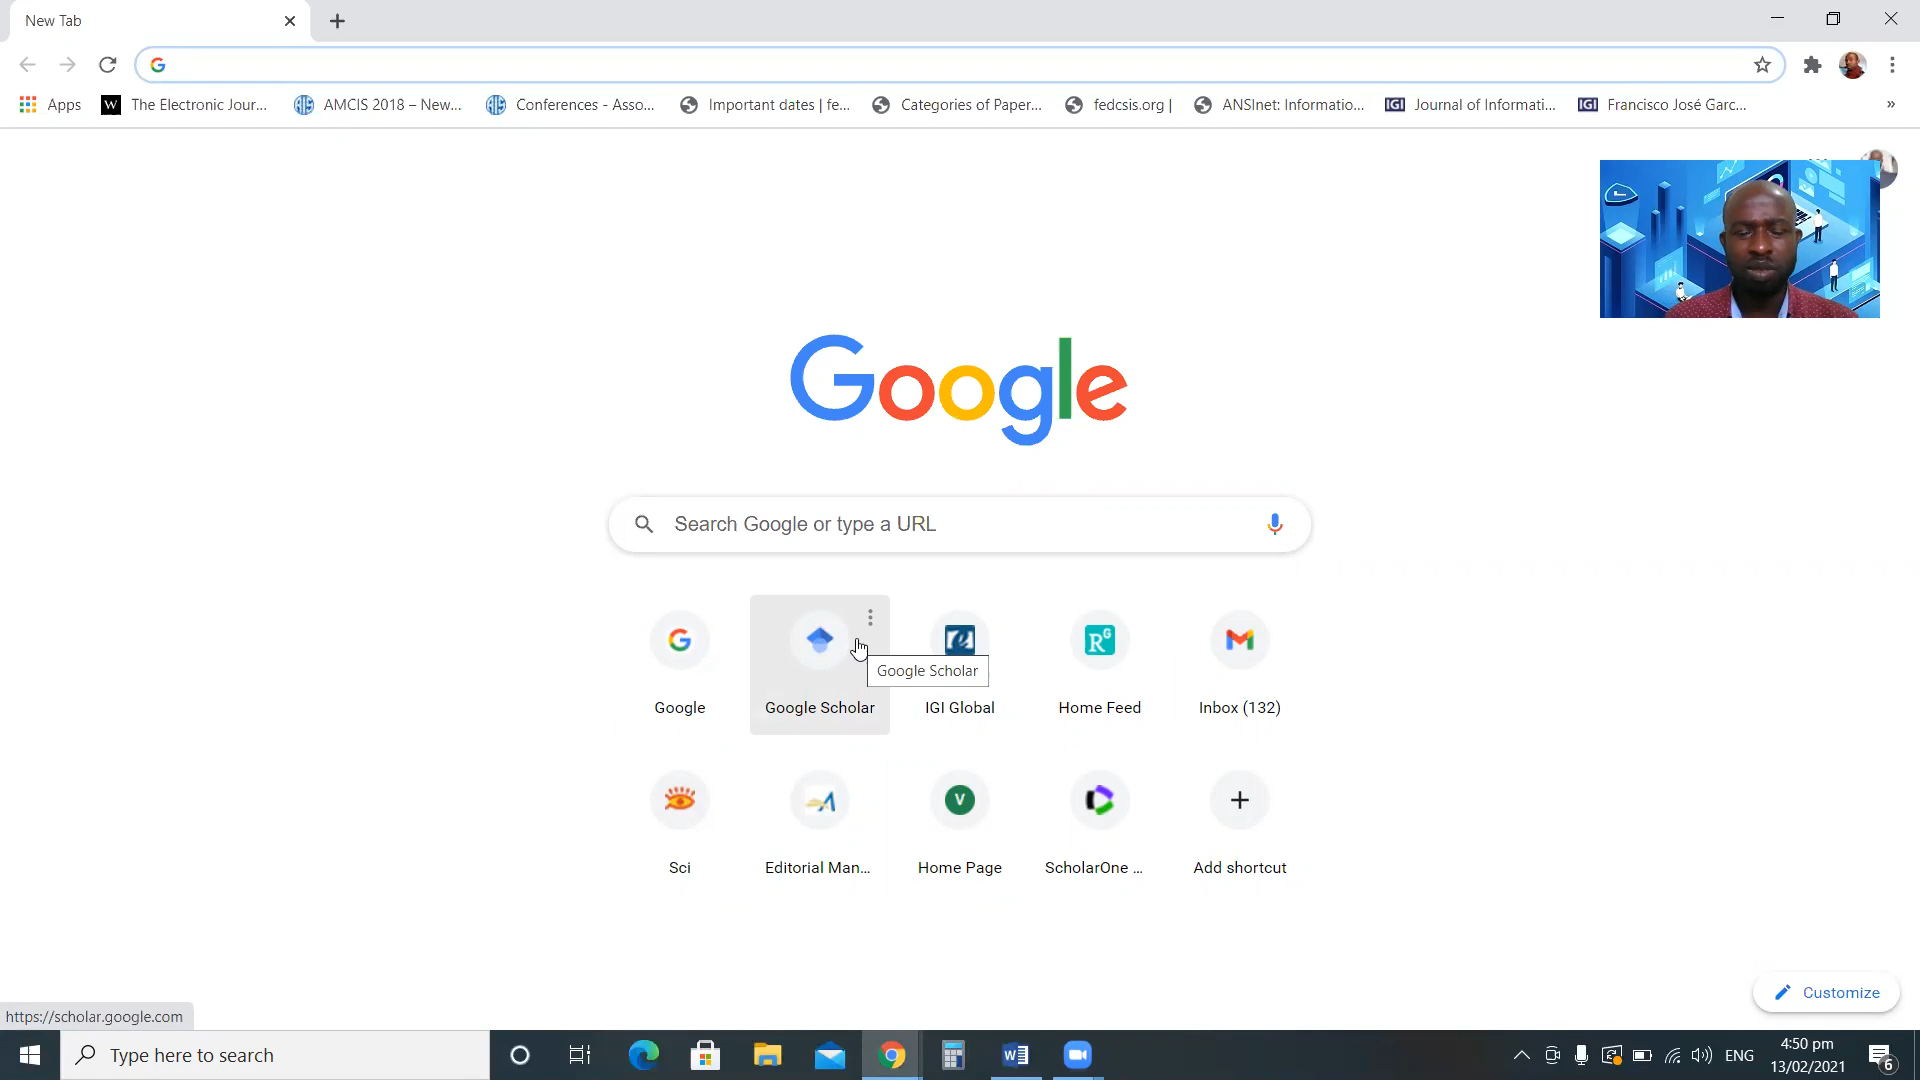 New Tab
Apps
The Electronic Jour...
AMCIS 2018 – New...
Conferences - Asso...
Important dates | fe...
Categories of Paper...
fedcsis.org |
ANSInet: Informatio...
Journal of Informati...
Francisco José Garc...
»
Google
Search Google or type a URL
Google Scholar
Google
Google Scholar
IGI Global
Home Feed
Inbox (132)
Sci
Editorial Man...
Home Page
ScholarOne ...
Add shortcut
Customize
https://scholar.google.com
Type here to search
ENG
4:50 pm
13/02/2021
6